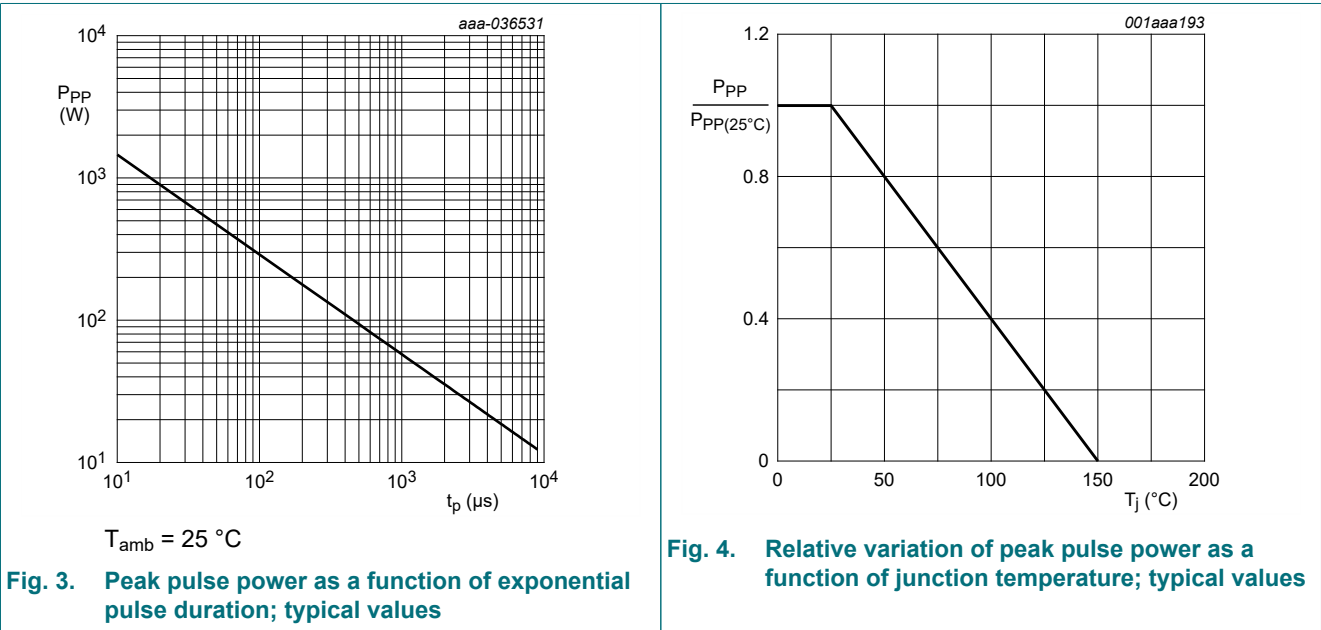 aaa-036531
10⁴
P_PP
(W)
10³
10²
10¹
10¹ 10² 10³ 10⁴
t_p (µs)
T_amb = 25 °C
Fig. 3. Peak pulse power as a function of exponential
pulse duration; typical values
001aaa193
1.2
P_PP
P_PP(25°C)
0.8
0.4
0
0 50 100 150 200
T_j (°C)
Fig. 4. Relative variation of peak pulse power as a
function of junction temperature; typical values